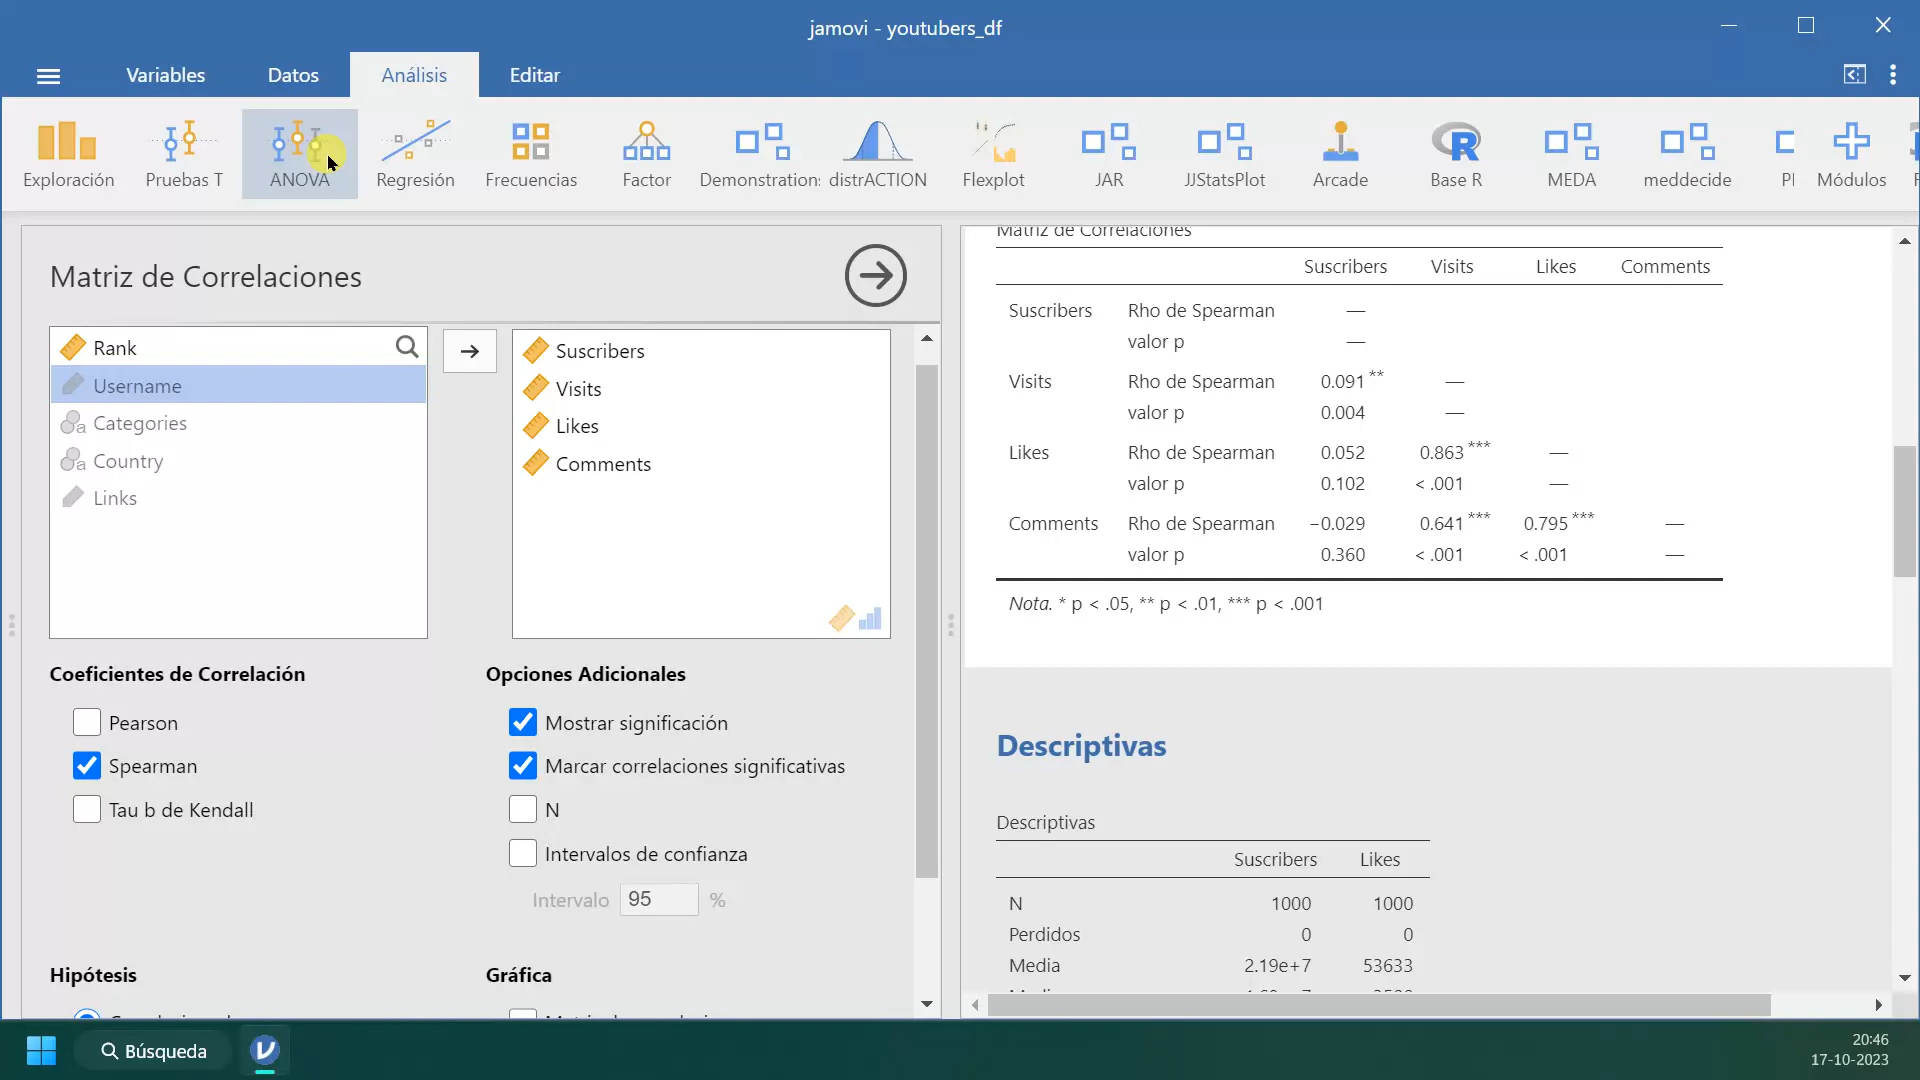 jamovi - youtubers_df
Variables Datos Análisis Editar
Exploración Pruebas T ANOVA Regresión Frecuencias Factor Demonstrations distrACTION Flexplot JAR JJStatsPlot Arcade Base R MEDA meddecide Módulos
Matriz de Correlaciones
Rank
Username
Categories
Country
Links
Suscribers
Visits
Likes
Comments
Coeficientes de Correlación
Pearson
Spearman
Tau b de Kendall
Opciones Adicionales
Mostrar significación
Marcar correlaciones significativas
N
Intervalos de confianza
Intervalo 95 %
Hipótesis
Gráfica
Matriz de Correlaciones
Suscribers Visits Likes Comments
Suscribers Rho de Spearman —
valor p —
Visits Rho de Spearman 0.091 ** —
valor p 0.004 —
Likes Rho de Spearman 0.052 0.863 *** —
valor p 0.102 < .001 —
Comments Rho de Spearman −0.029 0.641 *** 0.795 *** —
valor p 0.360 < .001 < .001 —
Nota. * p < .05, ** p < .01, *** p < .001
Descriptivas
Descriptivas
Suscribers Likes
N 1000 1000
Perdidos 0 0
Media 2.19e+7 53633
Búsqueda
20:46
17-10-2023